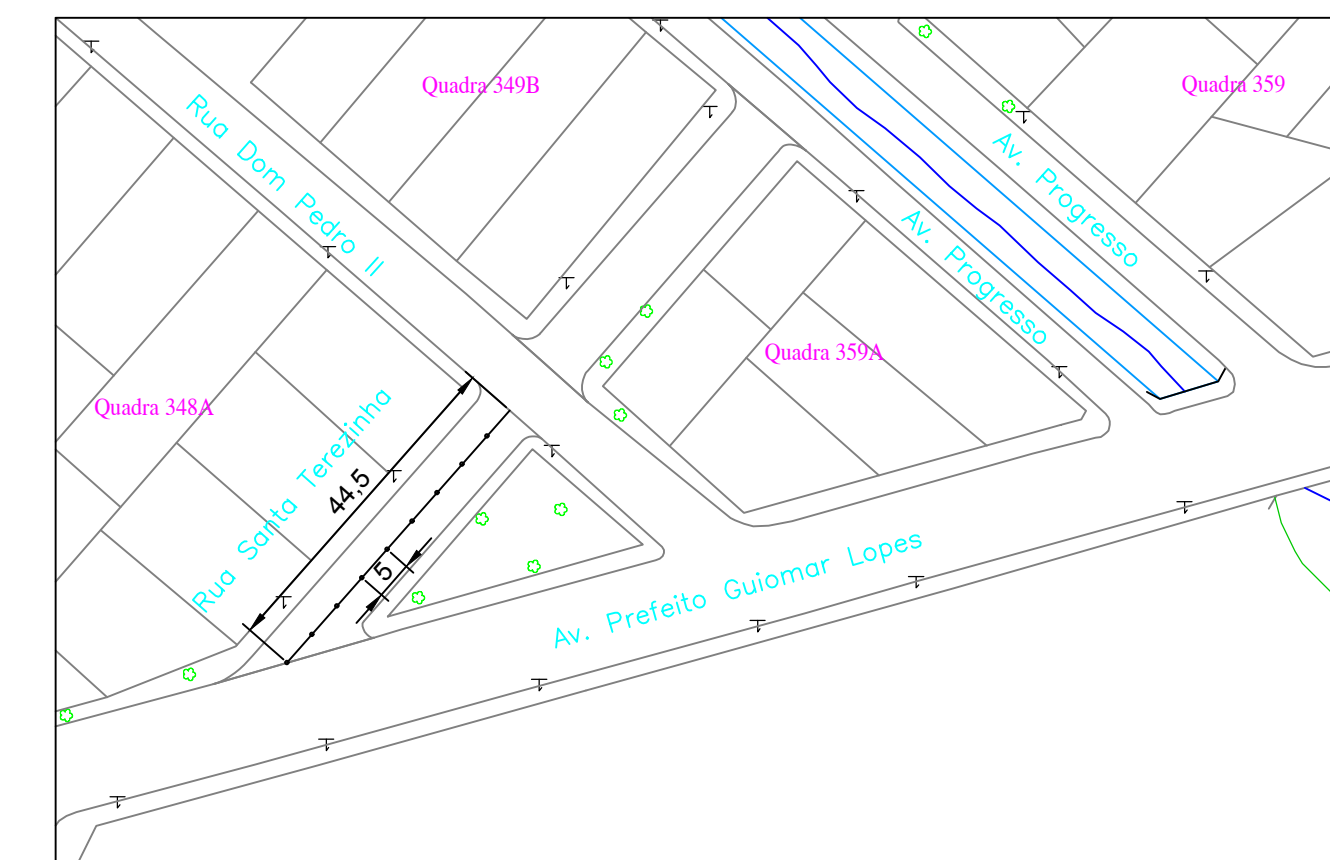 Quadra 349B
Quadra 359
Rua Dom Pedro II
Av. Progresso
Av. Progresso
Quadra 359A
Quadra 348A
Rua Santa Terezinha
44,5
5
Av. Prefeito Guiomar Lopes